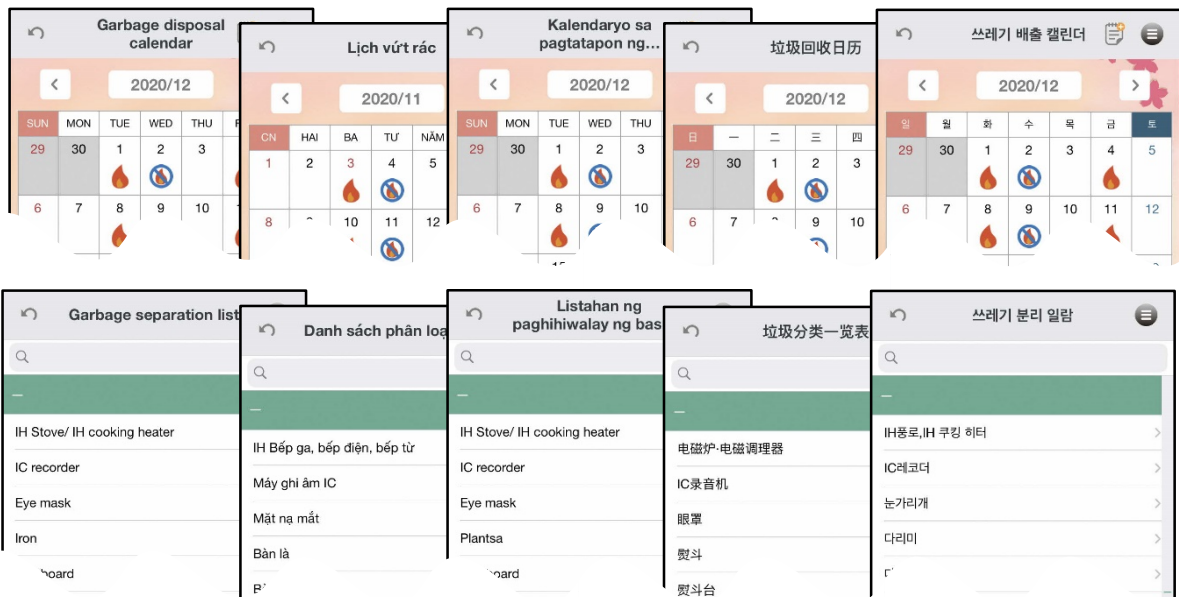 Garbage disposal
calendar
2020/12
SUN MON TUE WED THU
29 30 1 2 3
6 7 8 9 10
Lịch vứt rác
2020/11
CN HAI BA TƯ NĂM
1 2 3 4 5
8 10 11 12
Kalendaryo sa
pagtatapon ng...
2020/12
SUN MON TUE WED THU
29 30 1 2 3
6 7 8 9 10
15
垃圾回收日历
2020/12
日 一 二 三 四
29 30 1 2 3
6 7 9 10
쓰레기 배출 캘린더
2020/12
일 월 화 수 목 금 토
29 30 1 2 3 4 5
6 7 8 9 10 11 12
Garbage separation list
IH Stove/ IH cooking heater
IC recorder
Eye mask
Iron
board
Danh sách phân loạ
IH Bếp ga, bếp điện, bếp từ
Máy ghi âm IC
Mặt nạ mắt
Bàn là
Listahan ng
paghihiwalay ng bas
IH Stove/ IH cooking heater
IC recorder
Eye mask
Plantsa
board
垃圾分类一览表
电磁炉·电磁调理器
IC录音机
眼罩
熨斗
熨斗台
쓰레기 분리 일람
IH풍로,IH 쿠킹 히터
IC레코더
눈가리개
다리미